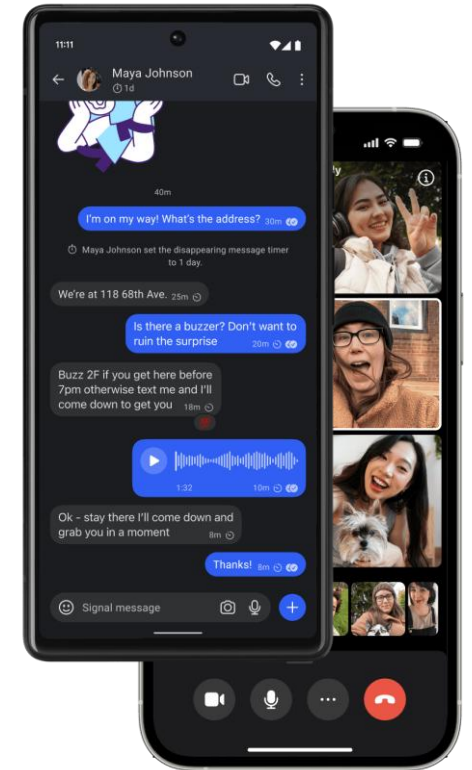 11:11
Maya Johnson
1d
40m
I'm on my way! What's the address? 30m
Maya Johnson set the disappearing message timer
to 1 day.
We're at 118 68th Ave. 25m
Is there a buzzer? Don't want to
ruin the surprise 20m
Buzz 2F if you get here before
7pm otherwise text me and I'll
come down to get you 18m
💯
1:32 10m
Ok – stay there I'll come down and
grab you in a moment 8m
Thanks! 8m
Signal message